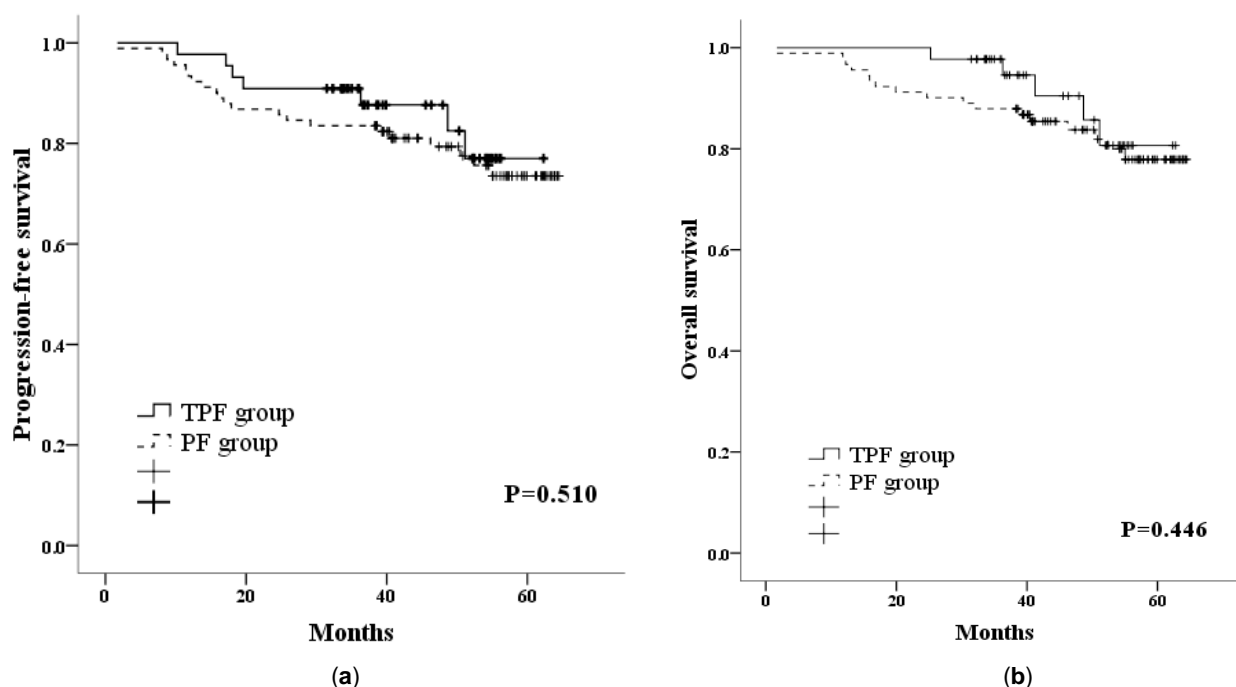 Progression-free survival
1.0
0.8
0.6
0.4
0.2
0.0
TPF group
PF group
P=0.510
0 20 40 60
Months
(a)
Overall survival
1.0
0.8
0.6
0.4
0.2
0.0
TPF group
PF group
P=0.446
0 20 40 60
Months
(b)